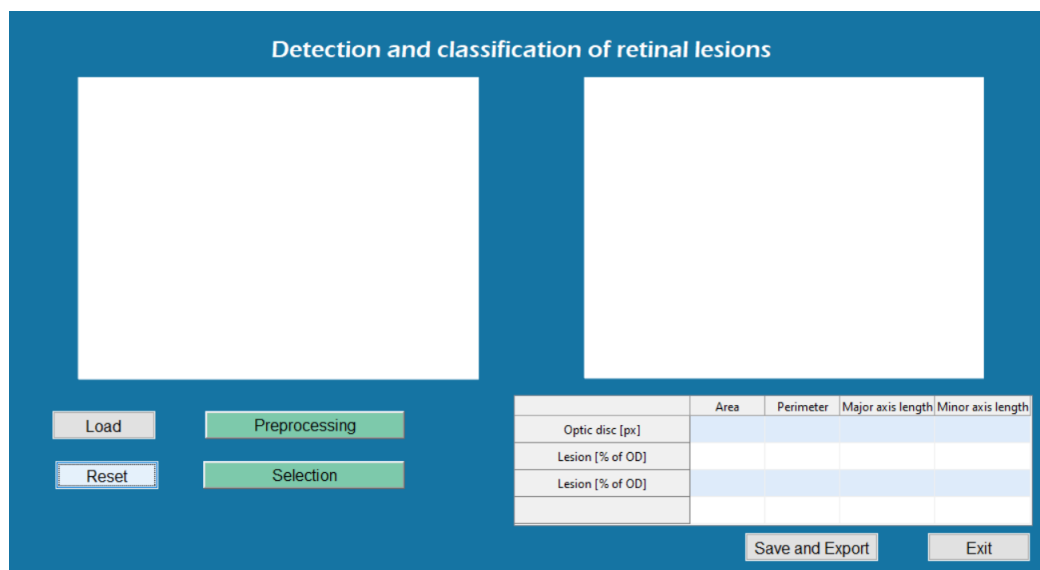 Detection and classification of retinal lesions
Load
Preprocessing
Reset
Selection
Area Perimeter Major axis length Minor axis length
Optic disc [px]
Lesion [% of OD]
Lesion [% of OD]
Save and Export
Exit